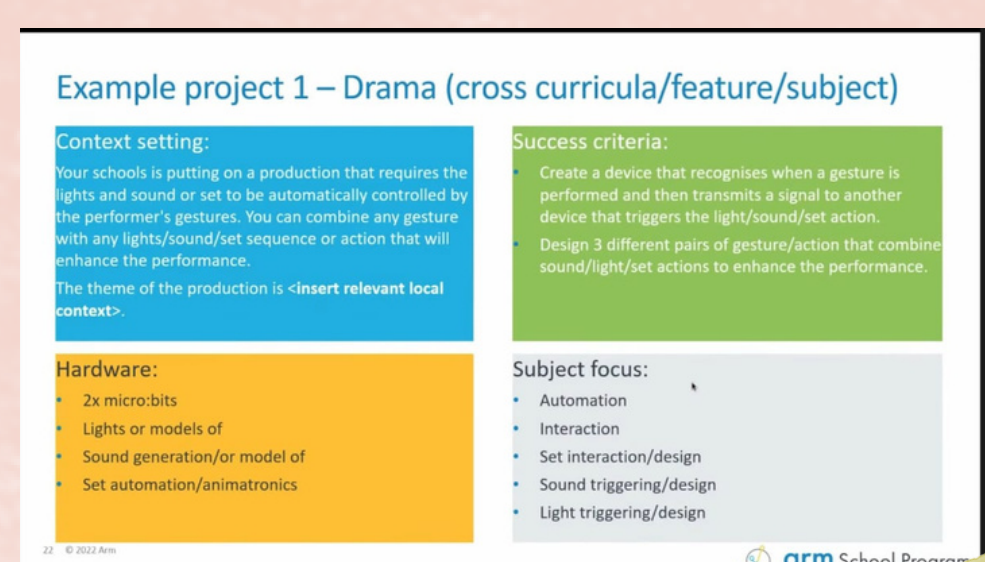 Example project 1 – Drama (cross curricula/feature/subject)
Context setting:
Your schools is putting on a production that requires the
lights and sound or set to be automatically controlled by
the performer's gestures. You can combine any gesture
with any lights/sound/set sequence or action that will
enhance the performance.
The theme of the production is <insert relevant local
context>.
Success criteria:
• Create a device that recognises when a gesture is
performed and then transmits a signal to another
device that triggers the light/sound/set action.
• Design 3 different pairs of gesture/action that combine
sound/light/set actions to enhance the performance.
Hardware:
• 2x micro:bits
• Lights or models of
• Sound generation/or model of
• Set automation/animatronics
Subject focus:
• Automation
• Interaction
• Set interaction/design
• Sound triggering/design
• Light triggering/design
22 © 2022 Arm
arm School Program